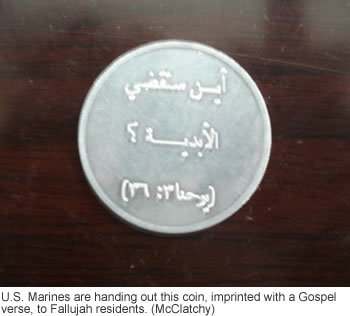 أين ستقضي
الأبدية ؟
(يوحنا ٣: ٣٦)
U.S. Marines are handing out this coin, imprinted with a Gospel
verse, to Fallujah residents. (McClatchy)